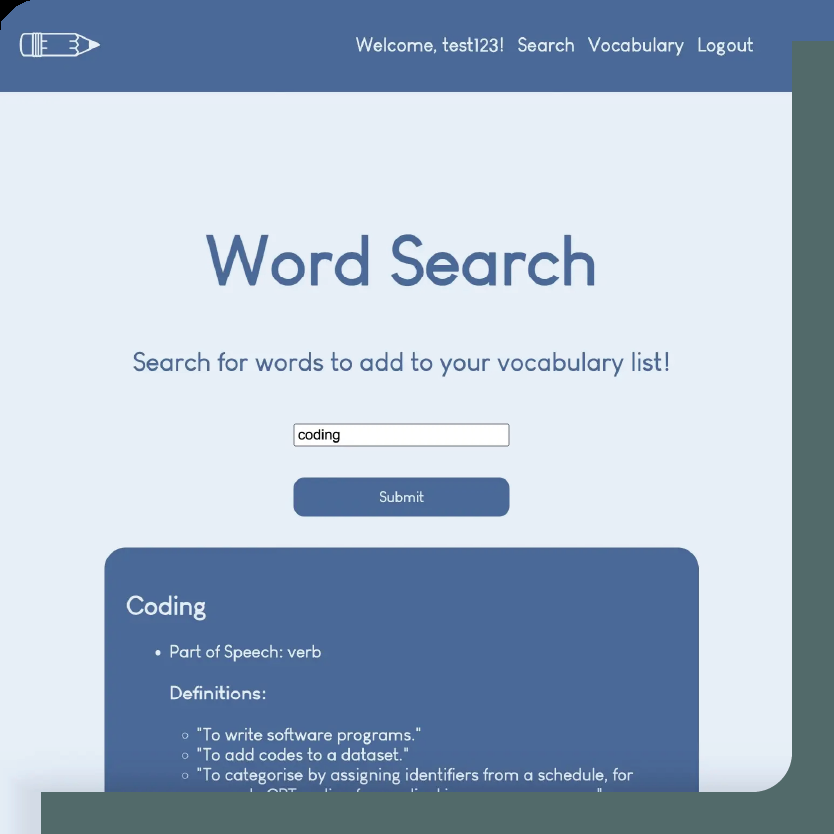 Welcome, test123! Search Vocabulary Logout
Word Search
Search for words to add to your vocabulary list!
coding
Submit
Coding
• Part of Speech: verb
Definitions:
○ "To write software programs."
○ "To add codes to a dataset."
○ "To categorise by assigning identifiers from a schedule, for